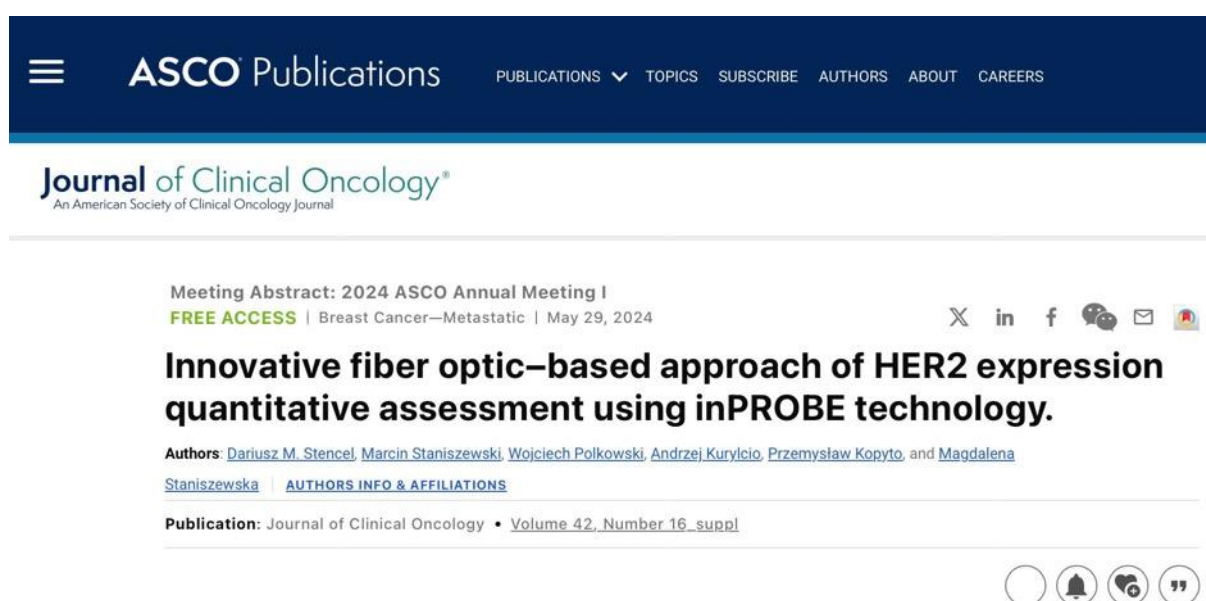 ASCO® Publications PUBLICATIONS TOPICS SUBSCRIBE AUTHORS ABOUT CAREERS
Journal of Clinical Oncology®
An American Society of Clinical Oncology Journal
Meeting Abstract: 2024 ASCO Annual Meeting I
FREE ACCESS | Breast Cancer—Metastatic | May 29, 2024
Innovative fiber optic–based approach of HER2 expression
quantitative assessment using inPROBE technology.
Authors: Dariusz M. Stencel, Marcin Staniszewski, Wojciech Polkowski, Andrzej Kurylcio, Przemysław Kopyto, and Magdalena
Staniszewska | AUTHORS INFO & AFFILIATIONS
Publication: Journal of Clinical Oncology • Volume 42, Number 16_suppl